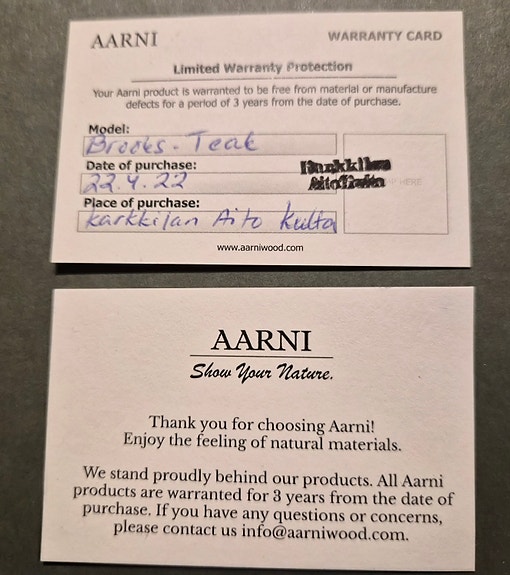 AARNI
WARRANTY CARD
Limited Warranty Protection
Your Aarni product is warranted to be free from material or manufacture
defects for a period of 3 years from the date of purchase.
Model:
Brooks - Teak
Date of purchase:
22.4.22
Place of purchase:
Karkkilan Aito Kulta
HERE
www.aarniwood.com
AARNI
Show Your Nature.
Thank you for choosing Aarni!
Enjoy the feeling of natural materials.
We stand proudly behind our products. All Aarni
products are warranted for 3 years from the date of
purchase. If you have any questions or concerns,
please contact us info@aarniwood.com.